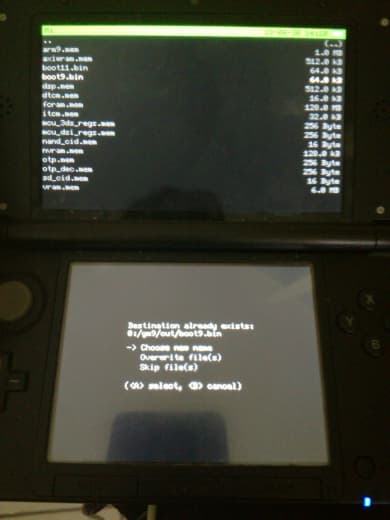 M:
..
(..)
arm9.mem
1.0 MB
axiwram.mem
512.0 kB
boot11.bin
64.0 kB
boot9.bin
64.0 kB
dsp.mem
512.0 kB
dtcm.mem
16.0 kB
fcram.mem
128.0 MB
itcm.mem
32.0 kB
mcu_3ds_regs.mem
256 Byte
mcu_dsi_regs.mem
256 Byte
nand_cid.mem
16 Byte
nvram.mem
128.0 kB
otp.mem
256 Byte
otp_dec.mem
256 Byte
sd_cid.mem
16 Byte
vram.mem
6.0 MB
Destination already exists:
0:/gm9/out/boot9.bin
-> Choose new name
Overwrite file(s)
Skip file(s)
(<A> select, <B> cancel)
X
Y
B